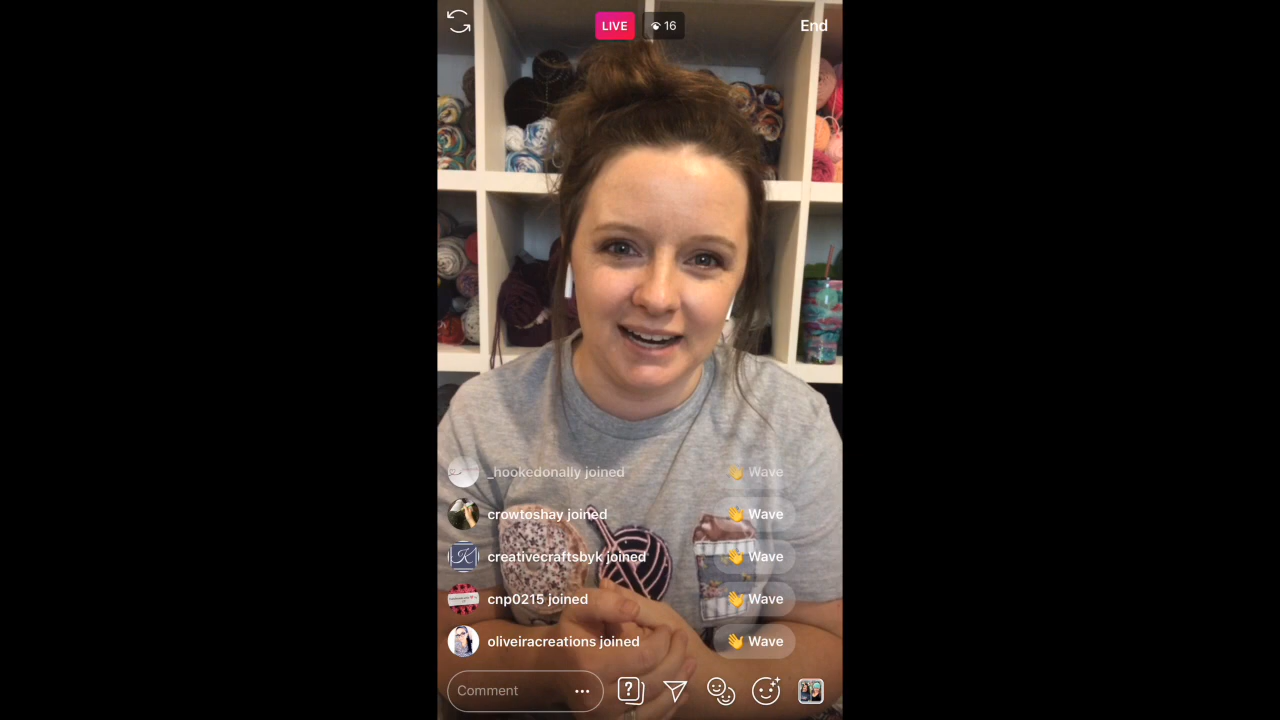 LIVE 16 End
_hookedonally joined 👋 Wave
crowtoshay joined 👋 Wave
creativecraftsbyk joined 👋 Wave
K
cnp0215 joined 👋 Wave
oliveiracreations joined 👋 Wave
Comment ... ?